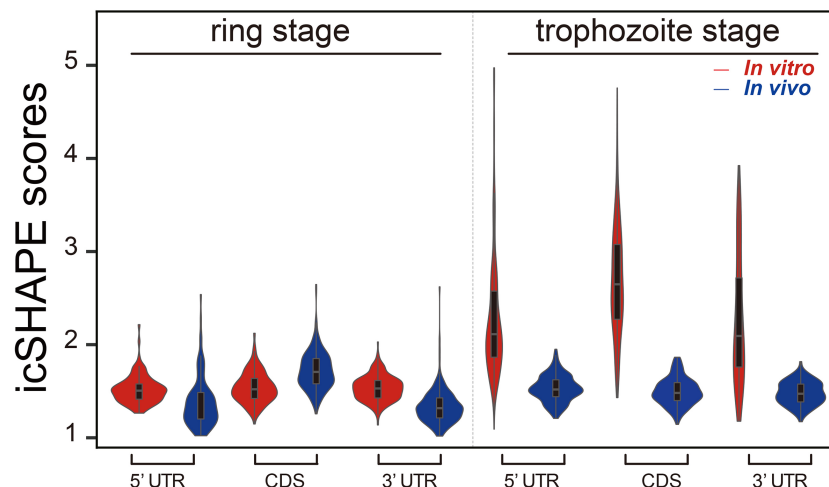 ring stage
trophozoite stage
In vitro
In vivo
icSHAPE scores
5
4
3
2
1
5' UTR
CDS
3' UTR
5' UTR
CDS
3' UTR